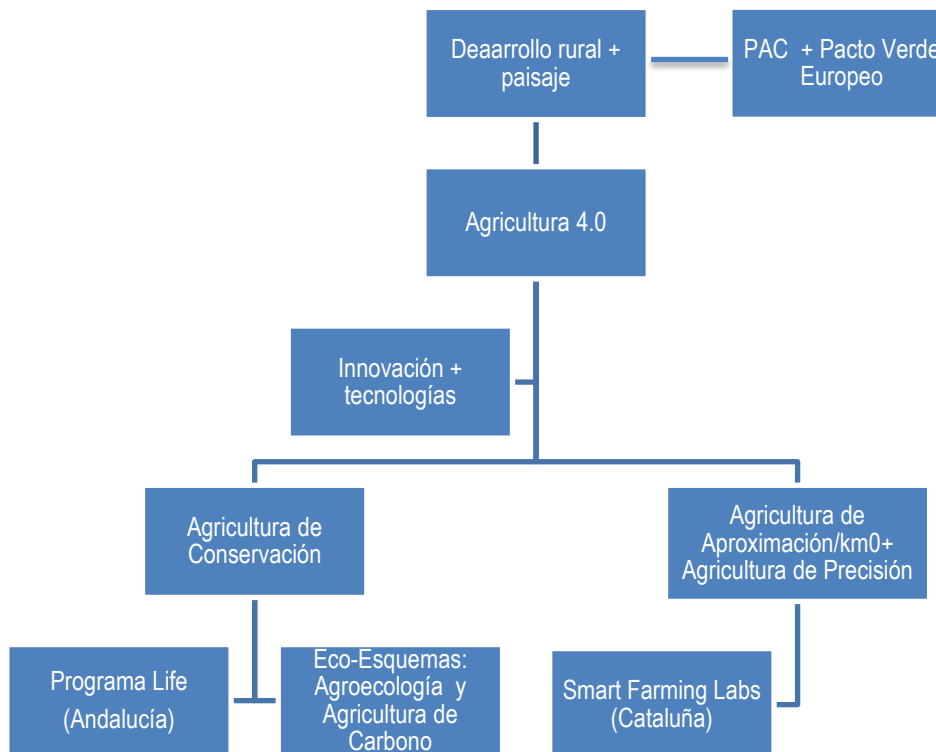 Deaarrollo rural +
paisaje
PAC + Pacto Verde
Europeo
Agricultura 4.0
Innovación +
tecnologías
Agricultura de
Conservación
Agricultura de
Aproximación/km0+
Agricultura de Precisión
Programa Life
(Andalucía)
Eco-Esquemas:
Agroecología y
Agricultura de
Carbono
Smart Farming Labs
(Cataluña)